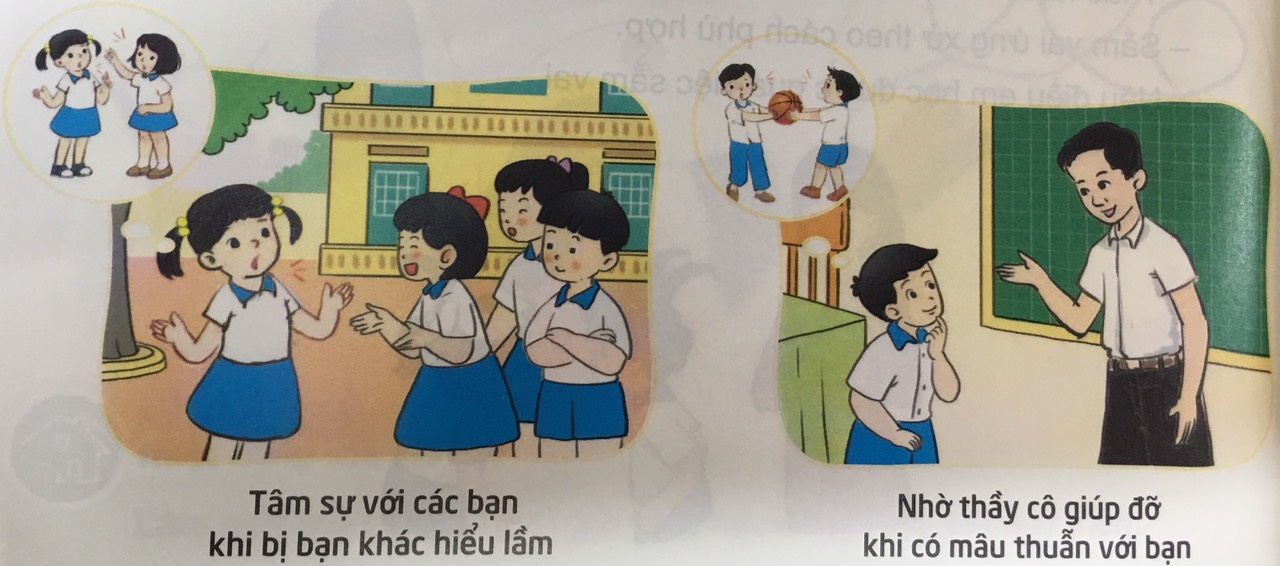 Tâm sự với các bạn
khi bị bạn khác hiểu lầm
Nhờ thầy cô giúp đỡ
khi có mâu thuẫn với bạn